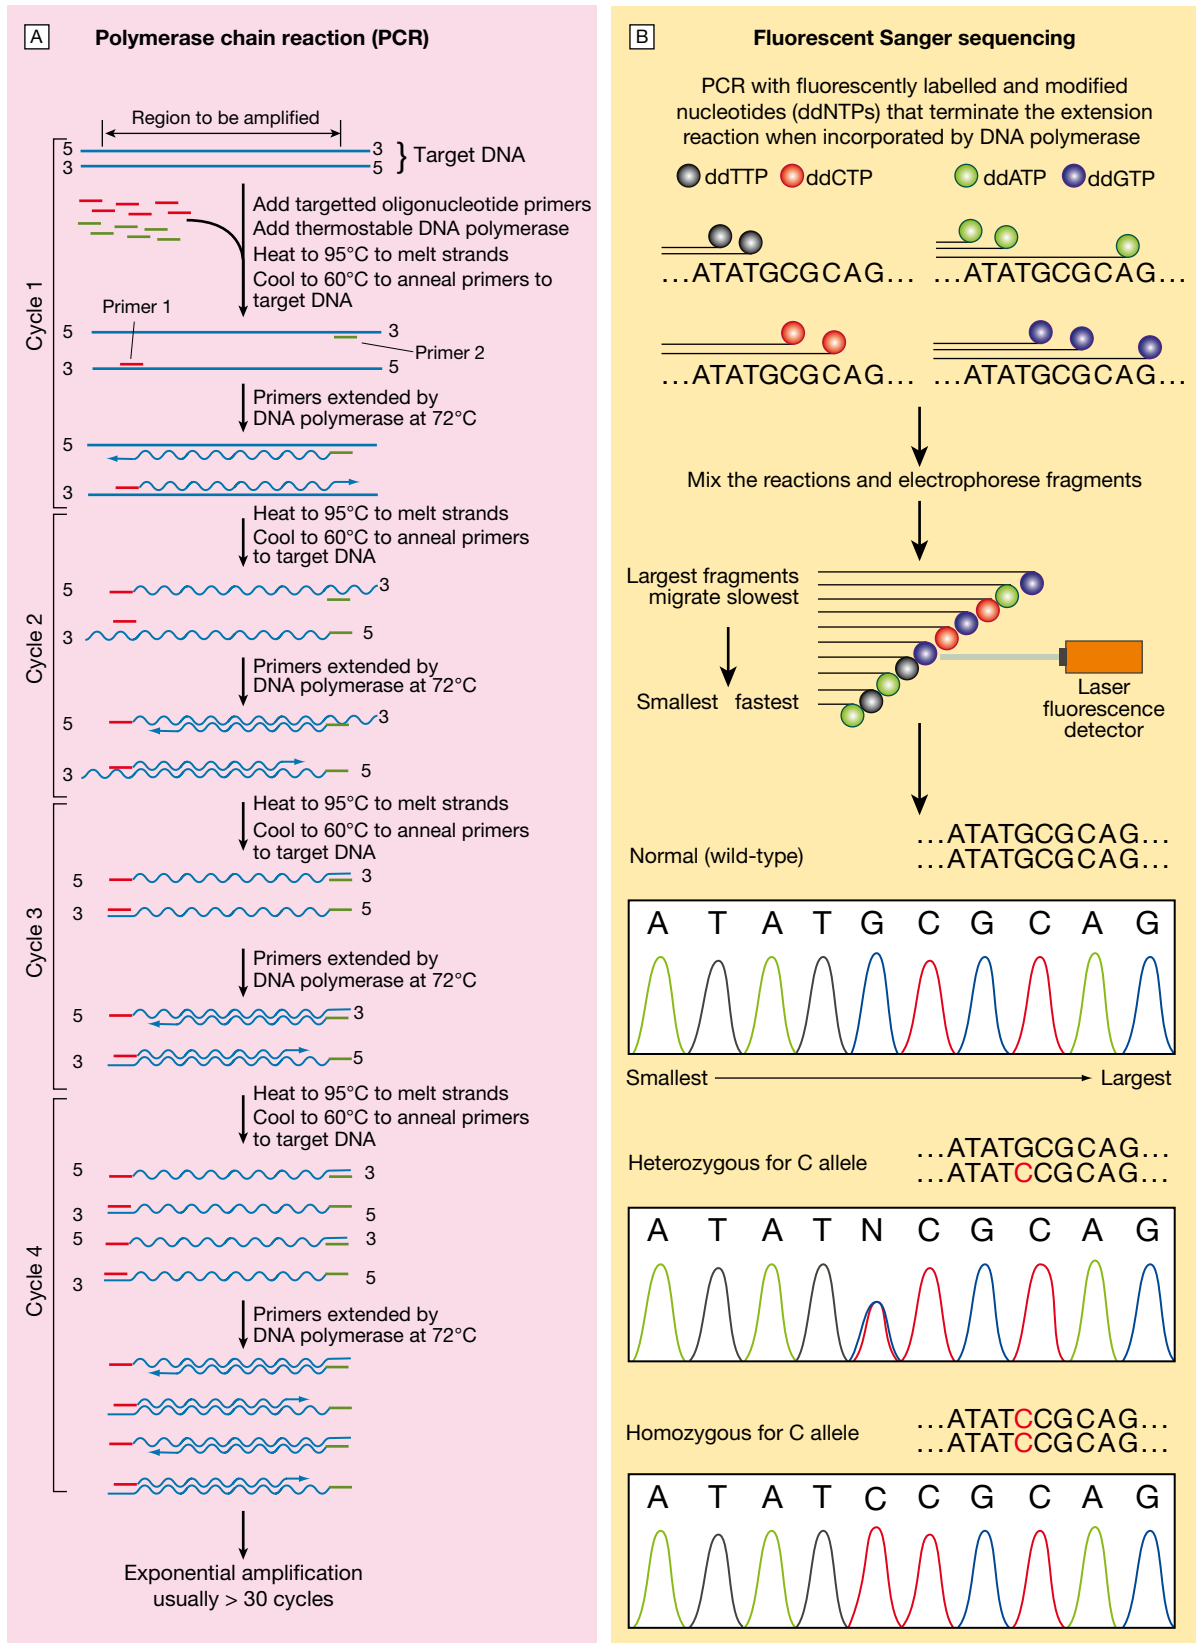 A
Polymerase chain reaction (PCR)
Region to be amplified
5
3
3
5
} Target DNA
Add targetted oligonucleotide primers
Add thermostable DNA polymerase
Heat to 95°C to melt strands
Cool to 60°C to anneal primers to
target DNA
Cycle 1
Primer 1
5
3
Primer 2
3
5
Primers extended by
DNA polymerase at 72°C
5
3
Heat to 95°C to melt strands
Cool to 60°C to anneal primers
to target DNA
Cycle 2
5
3
3
5
Primers extended by
DNA polymerase at 72°C
5
3
3
5
Heat to 95°C to melt strands
Cool to 60°C to anneal primers
to target DNA
Cycle 3
5
3
3
5
Primers extended by
DNA polymerase at 72°C
5
3
3
5
Heat to 95°C to melt strands
Cool to 60°C to anneal primers
to target DNA
Cycle 4
5
3
3
5
5
3
3
5
Primers extended by
DNA polymerase at 72°C
Exponential amplification
usually > 30 cycles
B
Fluorescent Sanger sequencing
PCR with fluorescently labelled and modified
nucleotides (ddNTPs) that terminate the extension
reaction when incorporated by DNA polymerase
ddTTP ddCTP ddATP ddGTP
...ATATGCGCAG...
...ATATGCGCAG...
...ATATGCGCAG...
...ATATGCGCAG...
Mix the reactions and electrophorese fragments
Largest fragments
migrate slowest
Smallest fastest
Laser
fluorescence
detector
Normal (wild-type)
...ATATGCGCAG...
...ATATGCGCAG...
A T A T G C G C A G
Smallest
Largest
Heterozygous for C allele
...ATATGCGCAG...
...ATATCCGCAG...
A T A T N C G C A G
Homozygous for C allele
...ATATCCGCAG...
...ATATCCGCAG...
A T A T C C G C A G